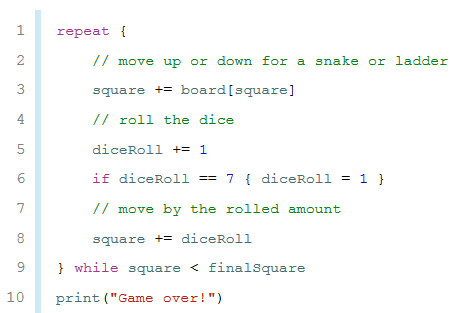 1 repeat {
2 // move up or down for a snake or ladder
3 square += board[square]
4 // roll the dice
5 diceRoll += 1
6 if diceRoll == 7 { diceRoll = 1 }
7 // move by the rolled amount
8 square += diceRoll
9 } while square < finalSquare
10 print("Game over!")